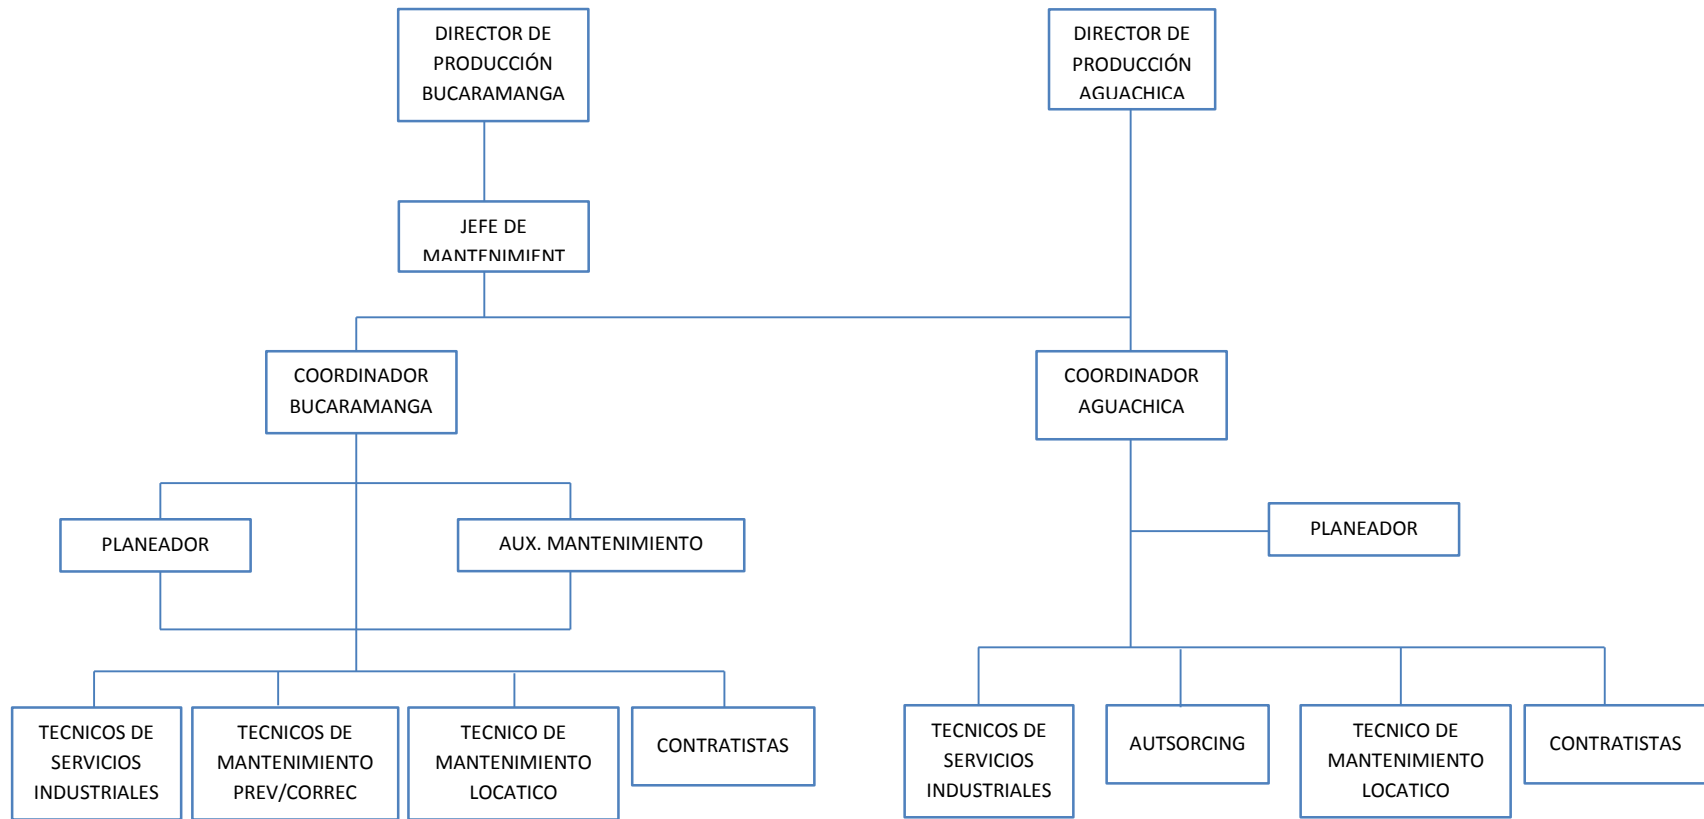 DIRECTOR DE
PRODUCCIÓN
BUCARAMANGA
DIRECTOR DE
PRODUCCIÓN
AGUACHICA
JEFE DE
MANTENIMIENT
COORDINADOR
BUCARAMANGA
COORDINADOR
AGUACHICA
PLANEADOR
AUX. MANTENIMIENTO
PLANEADOR
TECNICOS DE
SERVICIOS
INDUSTRIALES
TECNICOS DE
MANTENIMIENTO
PREV/CORREC
TECNICO DE
MANTENIMIENTO
LOCATICO
CONTRATISTAS
TECNICOS DE
SERVICIOS
INDUSTRIALES
AUTSORCING
TECNICO DE
MANTENIMIENTO
LOCATICO
CONTRATISTAS